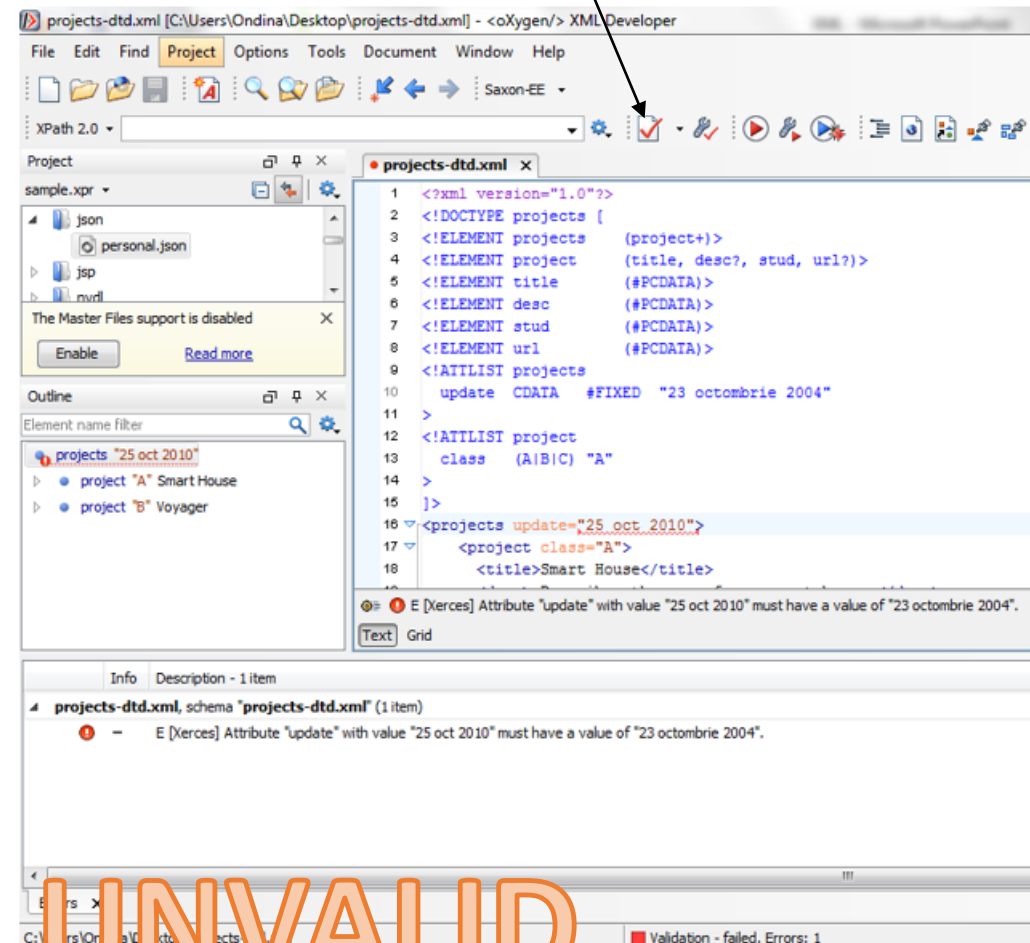 projects-dtd.xml [C:\Users\Ondina\Desktop\projects-dtd.xml] - <oXygen/> XML Developer
File Edit Find Project Options Tools Document Window Help
Saxon-EE
XPath 2.0
Project
projects-dtd.xml
sample.xpr
json
personal.json
jsp
nvdl
The Master Files support is disabled
Enable Read more
Outline
Element name filter
projects "25 oct 2010"
project "A" Smart House
project "B" Voyager
1 <?xml version="1.0"?>
2 <!DOCTYPE projects [
3 <!ELEMENT projects (project+)>
4 <!ELEMENT project (title, desc?, stud, url?)>
5 <!ELEMENT title (#PCDATA)>
6 <!ELEMENT desc (#PCDATA)>
7 <!ELEMENT stud (#PCDATA)>
8 <!ELEMENT url (#PCDATA)>
9 <!ATTLIST projects
10 update CDATA #FIXED "23 octombrie 2004"
11 >
12 <!ATTLIST project
13 class (A|B|C) "A"
14 >
15 ]>
16 <projects update="25 oct 2010">
17 <project class="A">
18 <title>Smart House</title>
E [Xerces] Attribute "update" with value "25 oct 2010" must have a value of "23 octombrie 2004".
Text Grid
Info Description - 1 item
projects-dtd.xml, schema "projects-dtd.xml" (1 item)
E [Xerces] Attribute "update" with value "25 oct 2010" must have a value of "23 octombrie 2004".
UNVALID
Validation - failed. Errors: 1